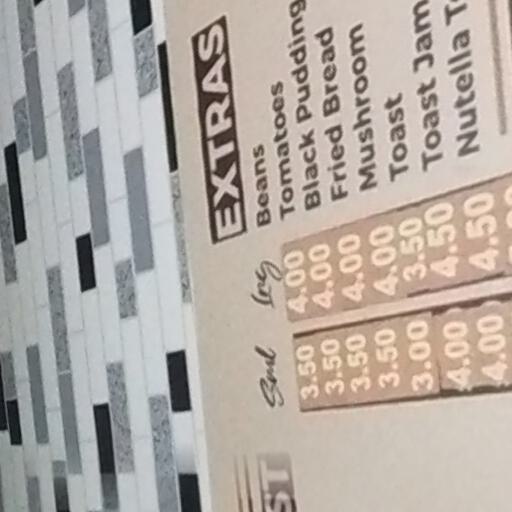 ST
Sml Lrg
3.50 4.00
3.50 4.00
3.50 4.00
3.50 4.00
3.00 3.50
4.00 4.50
4.00 4.50
EXTRAS
Beans
Tomatoes
Black Pudding
Fried Bread
Mushroom
Toast
Toast Jam
Nutella